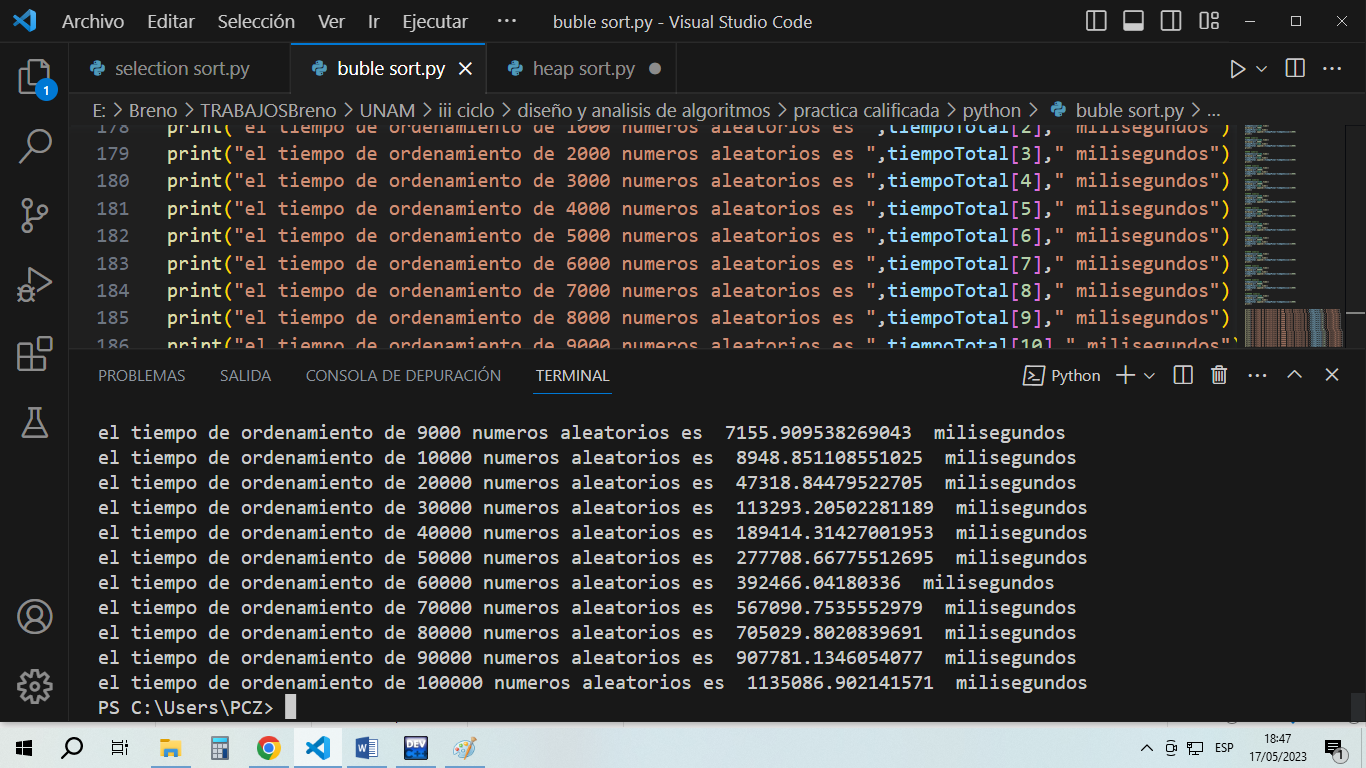 Archivo Editar Selección Ver Ir Ejecutar ··· buble sort.py - Visual Studio Code
selection sort.py buble sort.py heap sort.py
E: > Breno > TRABAJOSBreno > UNAM > iii ciclo > diseño y analisis de algoritmos > practica calificada > python > buble sort.py > ...
178 print("el tiempo de ordenamiento de 1000 numeros aleatorios es ",tiempoTotal[2]," milisegundos")
179 print("el tiempo de ordenamiento de 2000 numeros aleatorios es ",tiempoTotal[3]," milisegundos")
180 print("el tiempo de ordenamiento de 3000 numeros aleatorios es ",tiempoTotal[4]," milisegundos")
181 print("el tiempo de ordenamiento de 4000 numeros aleatorios es ",tiempoTotal[5]," milisegundos")
182 print("el tiempo de ordenamiento de 5000 numeros aleatorios es ",tiempoTotal[6]," milisegundos")
183 print("el tiempo de ordenamiento de 6000 numeros aleatorios es ",tiempoTotal[7]," milisegundos")
184 print("el tiempo de ordenamiento de 7000 numeros aleatorios es ",tiempoTotal[8]," milisegundos")
185 print("el tiempo de ordenamiento de 8000 numeros aleatorios es ",tiempoTotal[9]," milisegundos")
186 print("el tiempo de ordenamiento de 9000 numeros aleatorios es ",tiempoTotal[10]," milisegundos")
1
PROBLEMAS SALIDA CONSOLA DE DEPURACIÓN TERMINAL Python
el tiempo de ordenamiento de 9000 numeros aleatorios es  7155.909538269043  milisegundos
el tiempo de ordenamiento de 10000 numeros aleatorios es  8948.851108551025  milisegundos
el tiempo de ordenamiento de 20000 numeros aleatorios es  47318.84479522705  milisegundos
el tiempo de ordenamiento de 30000 numeros aleatorios es  113293.20502281189  milisegundos
el tiempo de ordenamiento de 40000 numeros aleatorios es  189414.31427001953  milisegundos
el tiempo de ordenamiento de 50000 numeros aleatorios es  277708.66775512695  milisegundos
el tiempo de ordenamiento de 60000 numeros aleatorios es  392466.04180336  milisegundos
el tiempo de ordenamiento de 70000 numeros aleatorios es  567090.7535552979  milisegundos
el tiempo de ordenamiento de 80000 numeros aleatorios es  705029.8020839691  milisegundos
el tiempo de ordenamiento de 90000 numeros aleatorios es  907781.1346054077  milisegundos
el tiempo de ordenamiento de 100000 numeros aleatorios es  1135086.902141571  milisegundos
PS C:\Users\PCZ>
DEV
ESP
18:47
17/05/2023
1